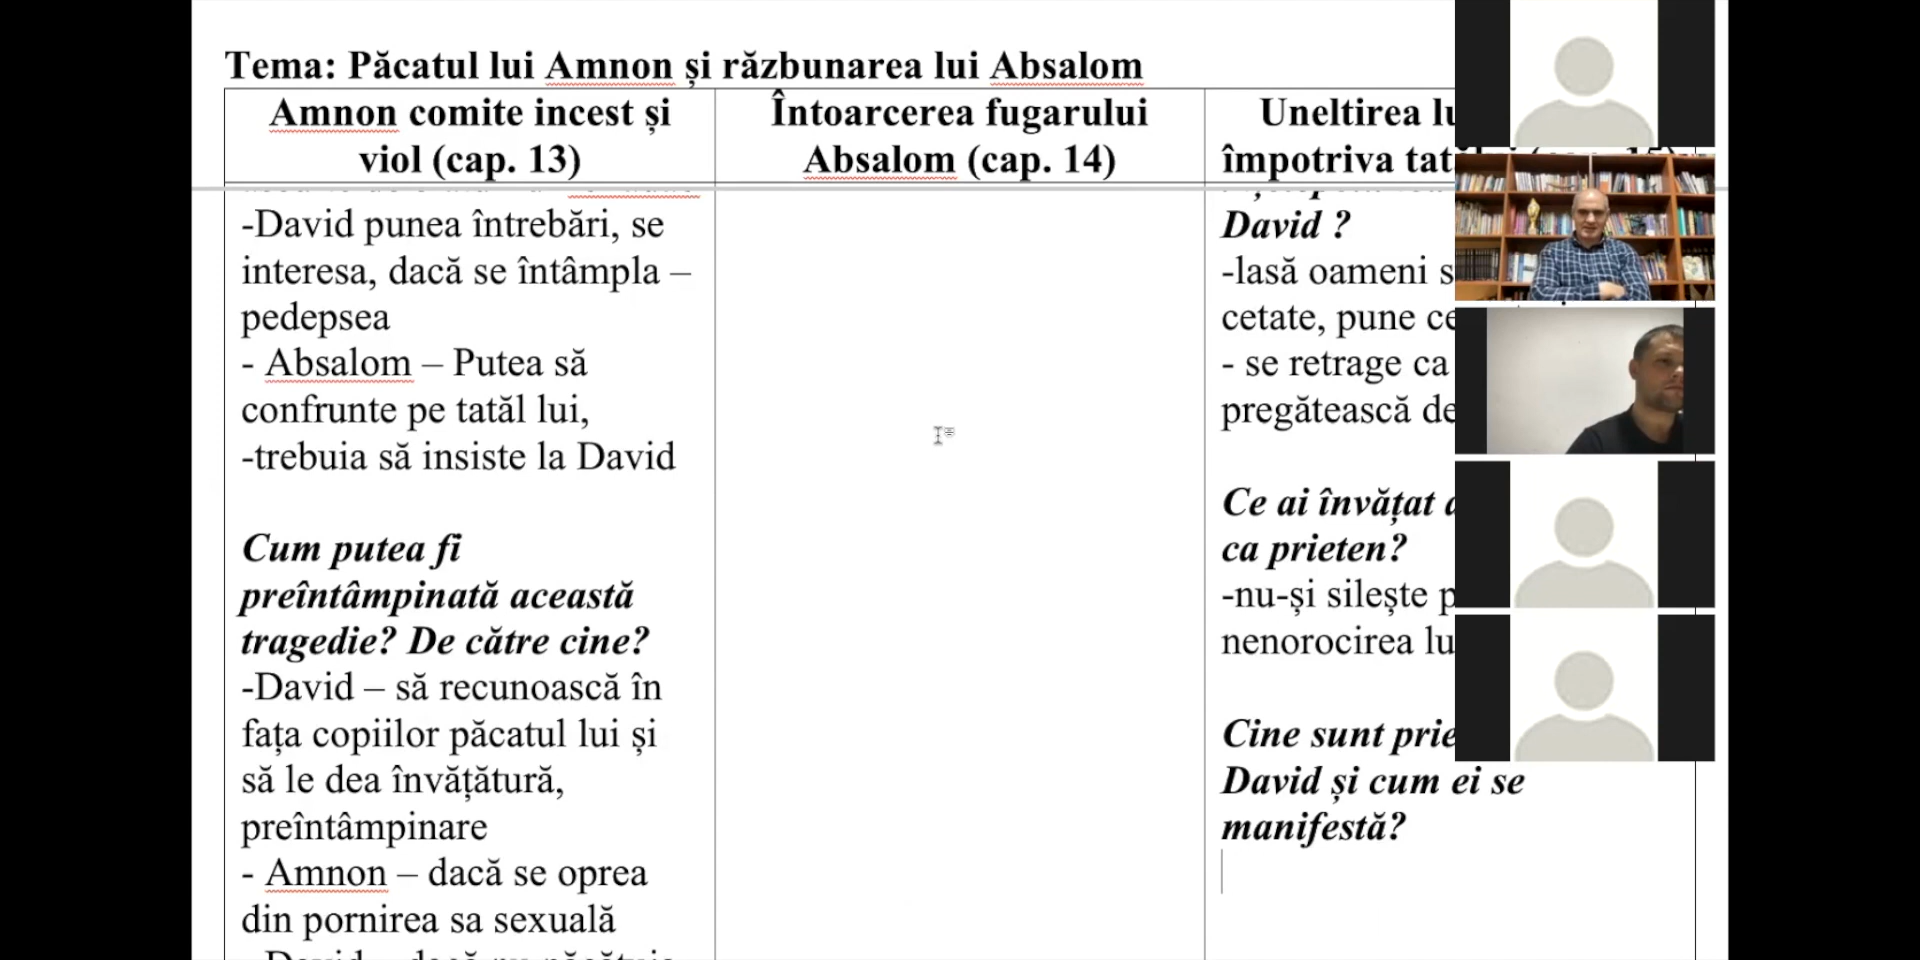 Tema: Păcatul lui Amnon și răzbunarea lui Absalom
Amnon comite incest și
viol (cap. 13)
Întoarcerea fugarului
Absalom (cap. 14)
Uneltirea
împotriva
-David punea întrebări, se
interesa, dacă se întâmpla –
pedepsea
- Absalom – Putea să
confrunte pe tatăl lui,
-trebuia să insiste la David
Cum putea fi
preîntâmpinată această
tragedie? De către cine?
-David – să recunoască în
fața copiilor păcatul lui și
să le dea învățătură,
preîntâmpinare
- Amnon – dacă se oprea
din pornirea sa sexuală
David ?
-lasă oameni
cetate, pune
- se retrage ca
pregătească
Ce ai învățat
ca prieten?
-nu-și silește
nenorocirea
Cine sunt
David și cum ei se
manifestă?